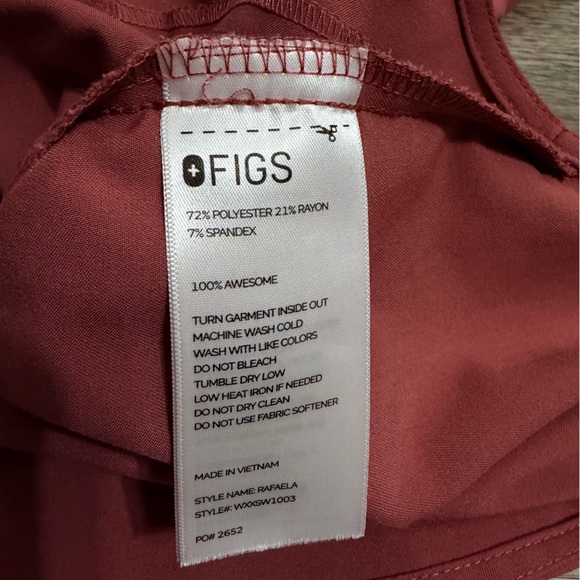 FIGS
72% POLYESTER 21% RAYON
7% SPANDEX
100% AWESOME
TURN GARMENT INSIDE OUT
MACHINE WASH COLD
WASH WITH LIKE COLORS
DO NOT BLEACH
TUMBLE DRY LOW
LOW HEAT IRON IF NEEDED
DO NOT DRY CLEAN
DO NOT USE FABRIC SOFTENER
MADE IN VIETNAM
STYLE NAME: RAFAELA
STYLE#: WXXSW1003
PO# 2652